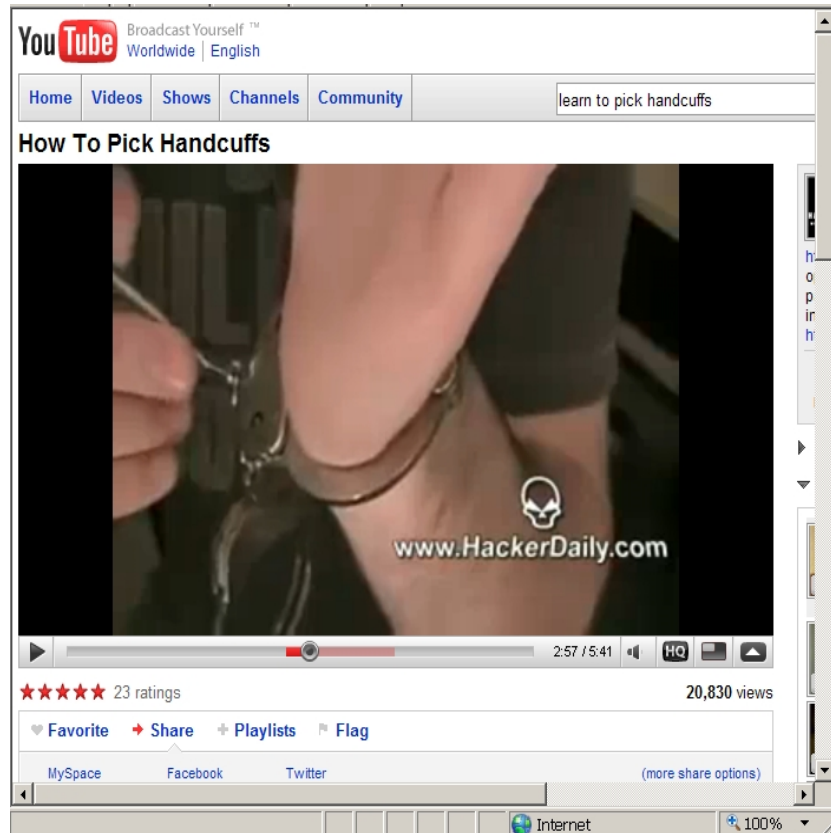 YouTube Broadcast Yourself ™
Worldwide English
Home Videos Shows Channels Community learn to pick handcuffs
How To Pick Handcuffs
www.HackerDaily.com
2:57 / 5:41 HQ
23 ratings 20,830 views
Favorite Share Playlists Flag
MySpace Facebook Twitter (more share options)
Internet 100%